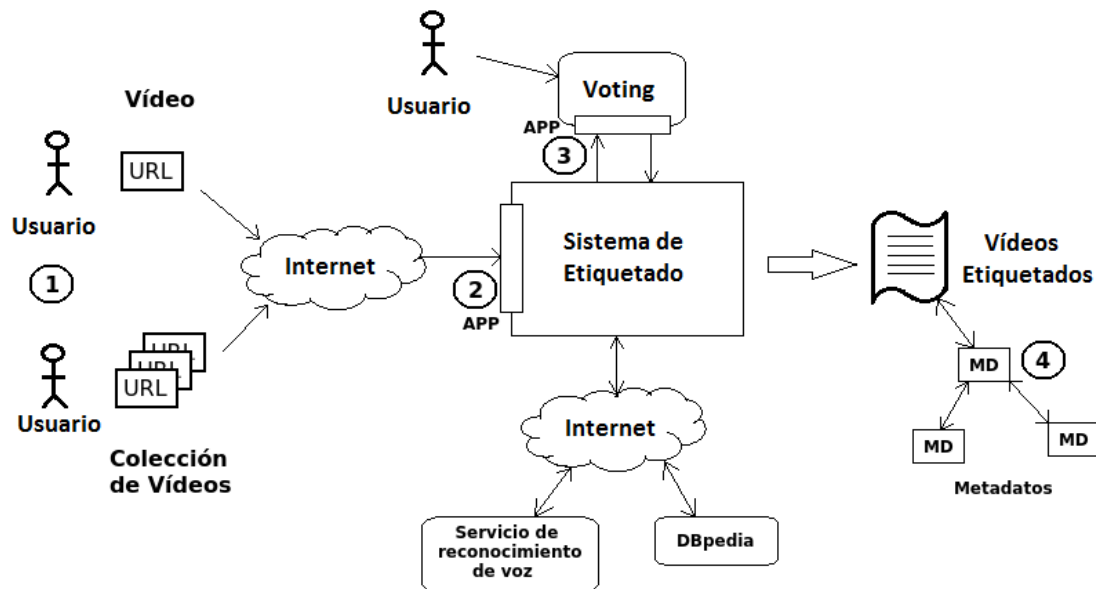 Usuario
Voting
APP
3
Vídeo
URL
Usuario
1
Internet
2
APP
Sistema de
Etiquetado
Vídeos
Etiquetados
MD
4
MD
MD
Metadatos
URL
URL
URL
Usuario
Colección
de Vídeos
Internet
Servicio de
reconocimiento
de voz
DBpedia